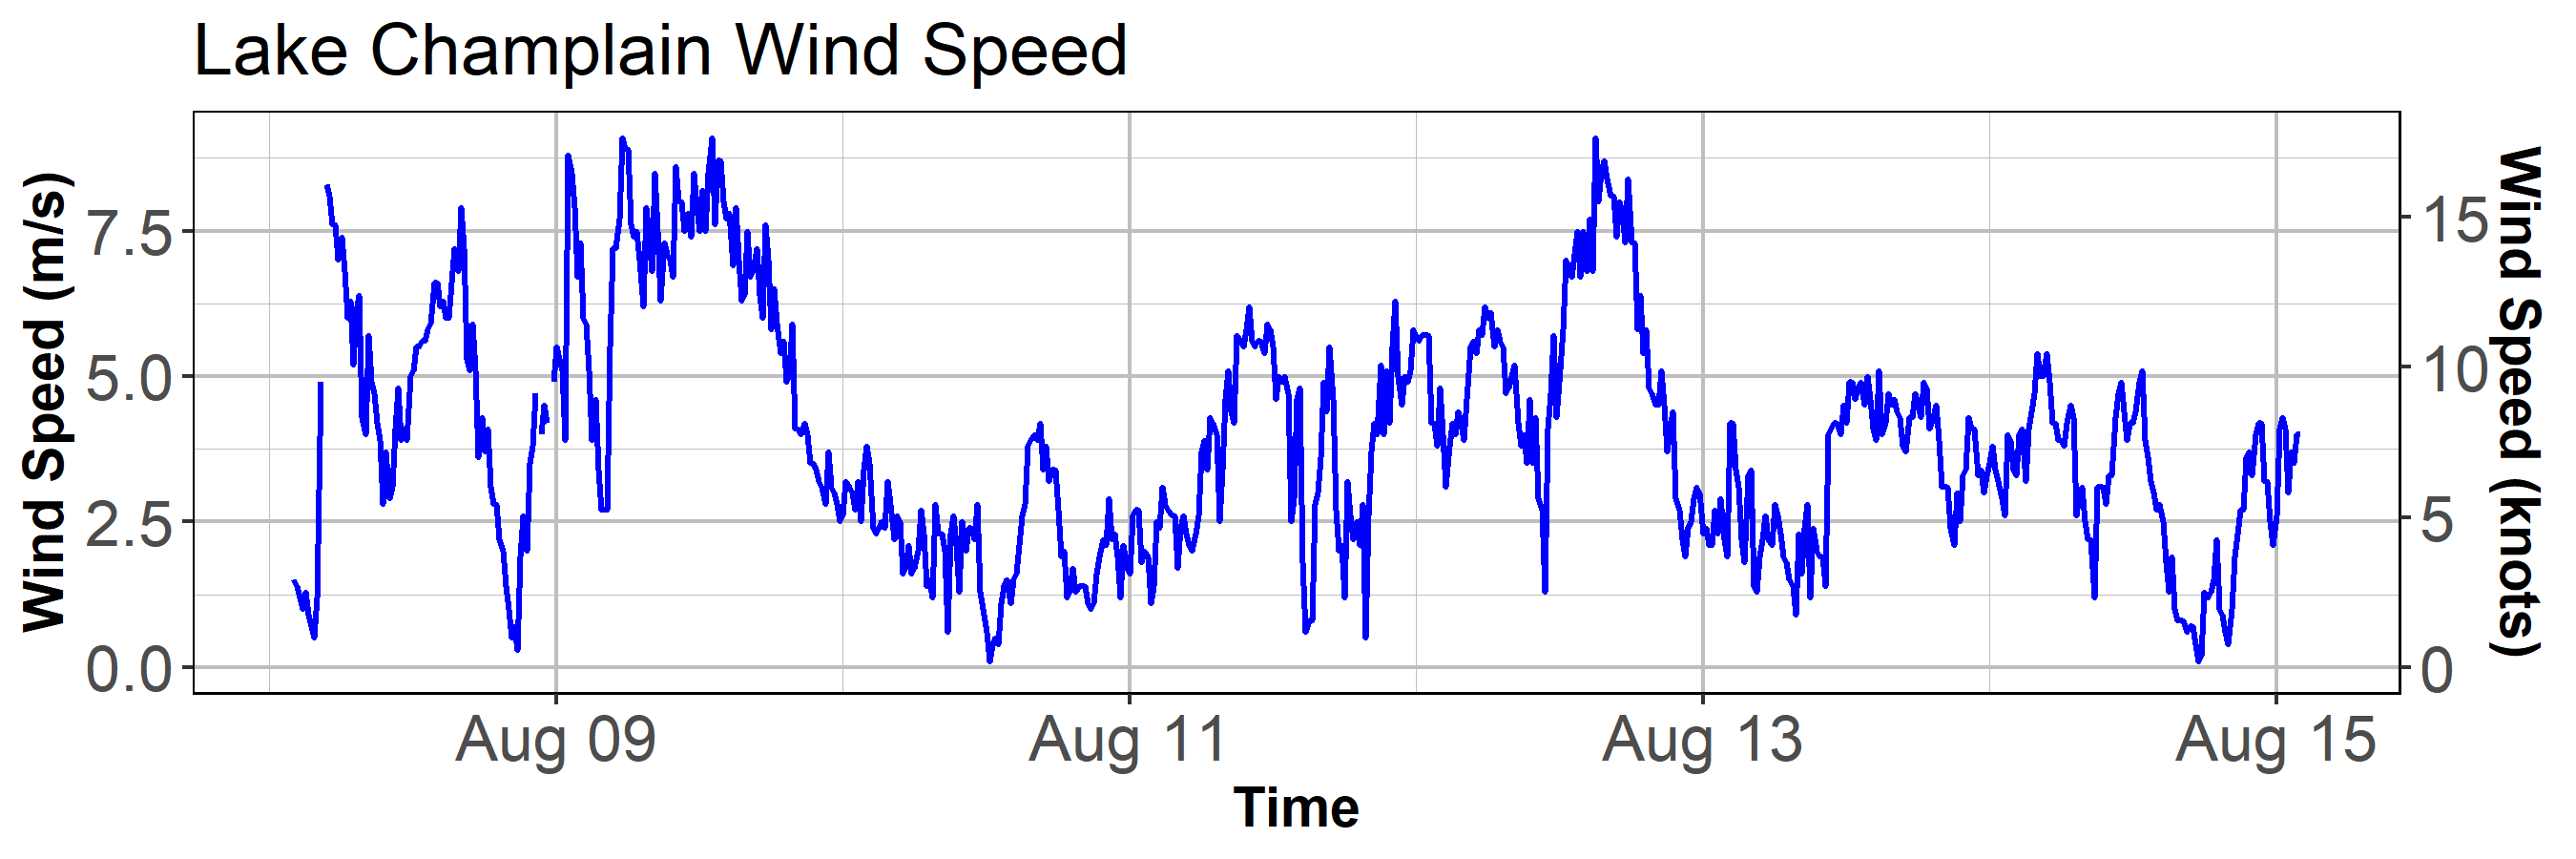 Lake Champlain Wind Speed
Wind Speed (m/s)
7.5
5.0
2.5
0.0
15
10
5
0
Wind Speed (knots)
Aug 09
Aug 11
Aug 13
Aug 15
Time